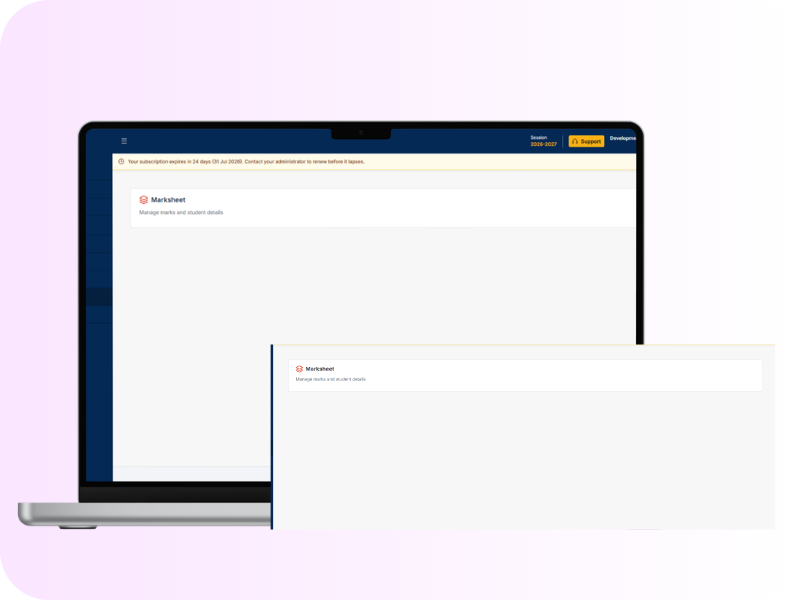 Session
2026-2027
Support
Developme
Your subscription expires in 24 days (31 Jul 2026). Contact your administrator to renew before it lapses.
Marksheet
Manage marks and student details
Marksheet
Manage marks and student details